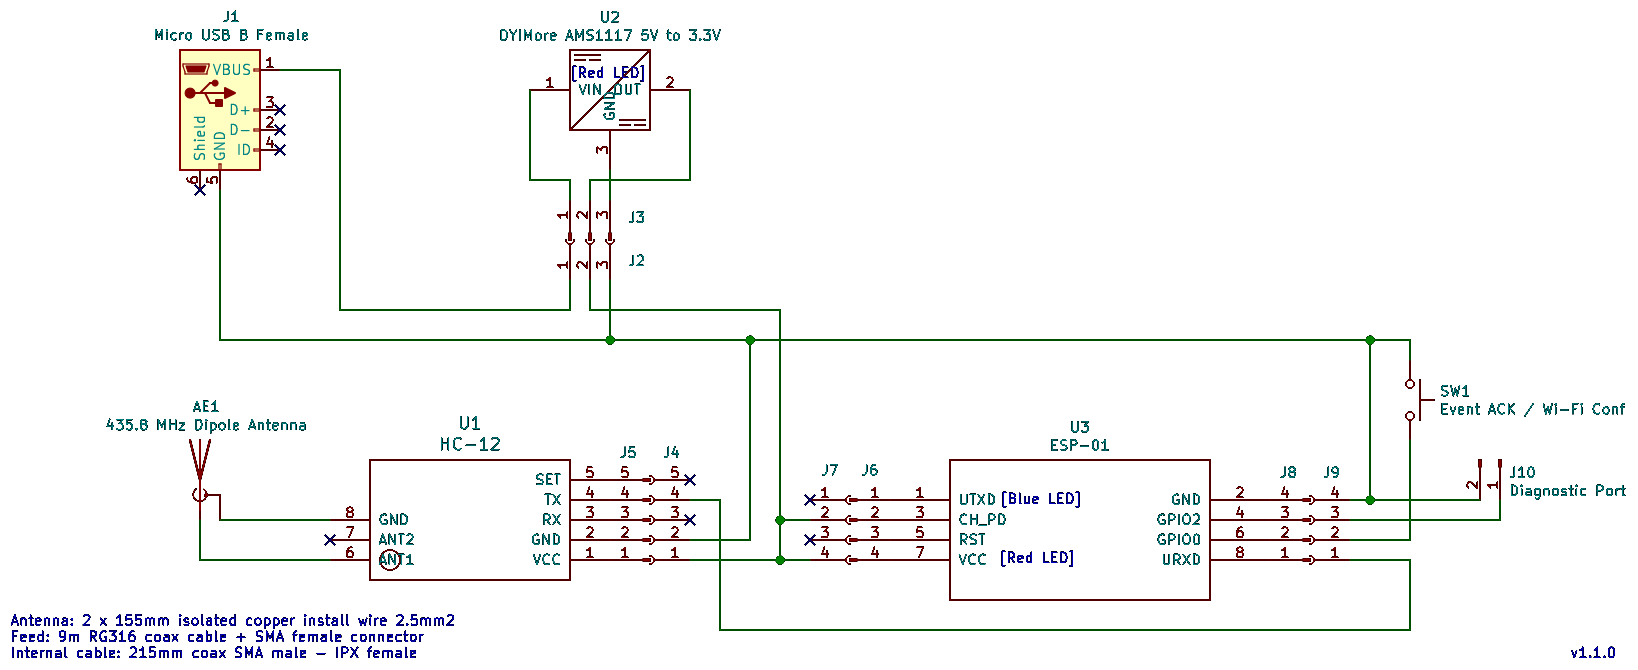 J1
Micro USB B Female
VBUS 1
D+ 3
D- 2
ID 4
Shield
GND
6
5
U2
OYIMore AMS1117 5V to 3.3V
[Red LED]
1
VIN OUT
2
GND
3
1 2 3 J3
1 2 3 J2
AE1
435.8 MHz Dipole Antenna
U1
HC-12
J5 J4
SET 5 5 5
TX 4 4 4
RX 3 3 3
GND 2 2 2
VCC 1 1 1
8 GND
7 ANT2
6 ANT1
U3
ESP-01
J7 J6
1 1 1 UTXD [Blue LED]
2 2 3 CH_PD
3 3 5 RST
4 4 7 VCC [Red LED]
J8 J9
GND 2 4 4
GPIO2 4 3 3
GPIO0 6 2 2
URXD 8 1 1
SW1
Event ACK / Wi-Fi Conf
2 1
J10
Diagnostic Port
Antenna: 2 x 155mm isolated copper install wire 2.5mm2
Feed: 9m RG316 coax cable + SMA female connector
Internal cable: 215mm coax SMA male - IPX female
v1.1.0